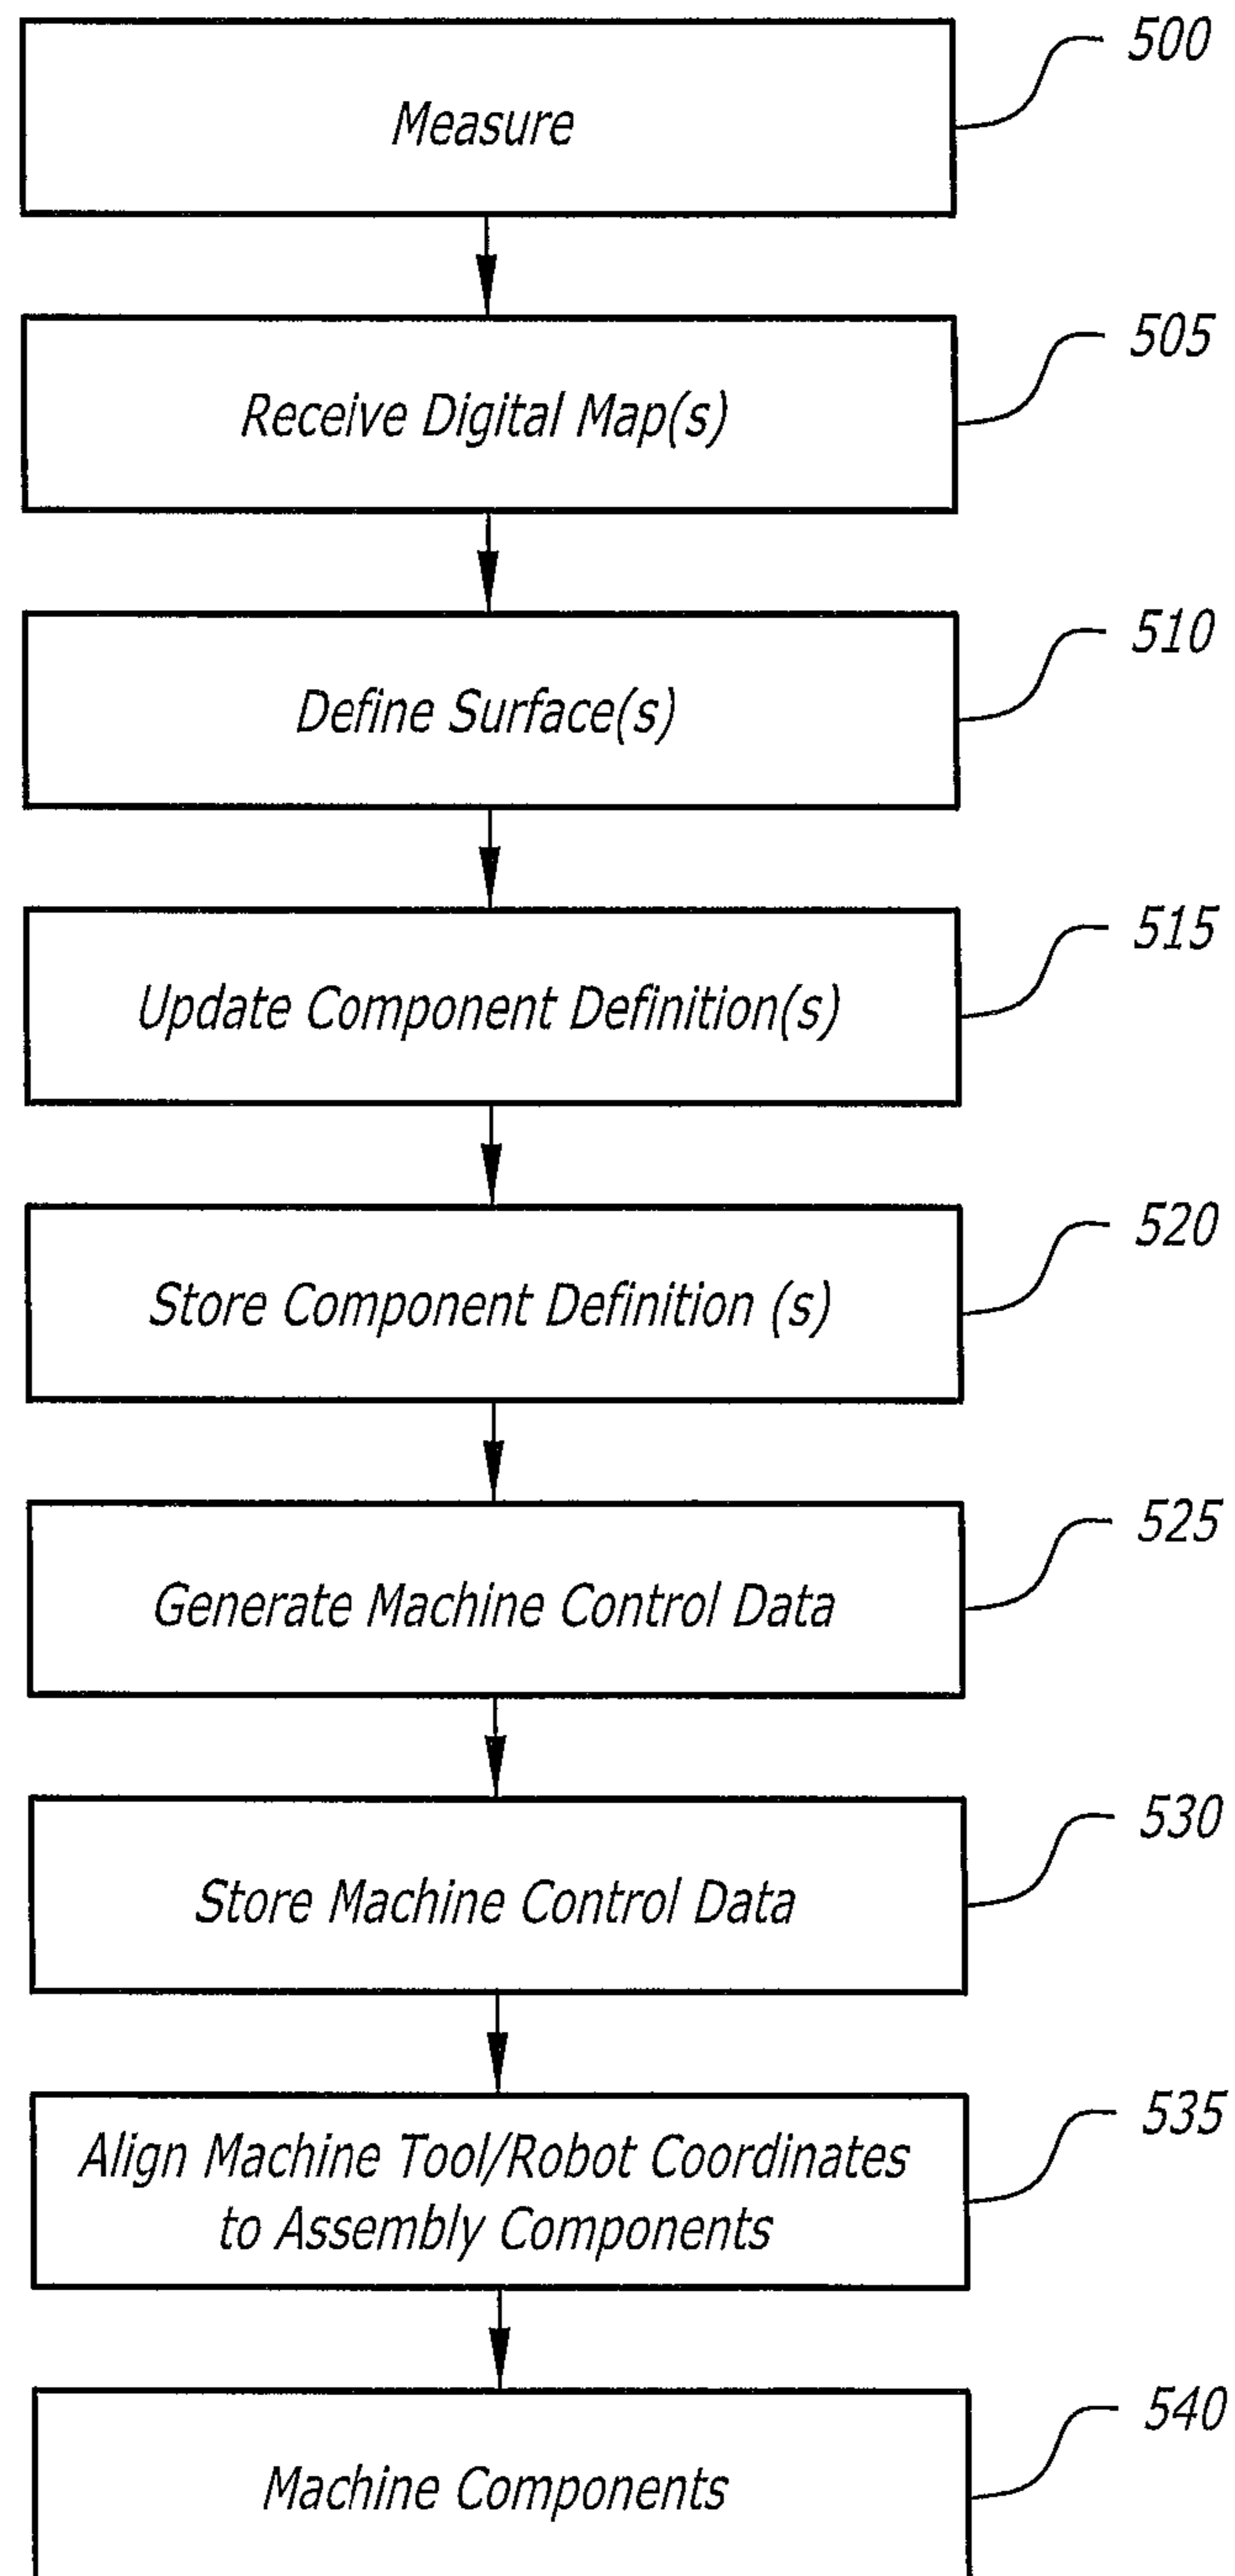 Measure
500
Receive Digital Map(s)
505
Define Surface(s)
510
Update Component Definition(s)
515
Store Component Definition (s)
520
Generate Machine Control Data
525
Store Machine Control Data
530
Align Machine Tool/Robot Coordinates
to Assembly Components
535
Machine Components
540